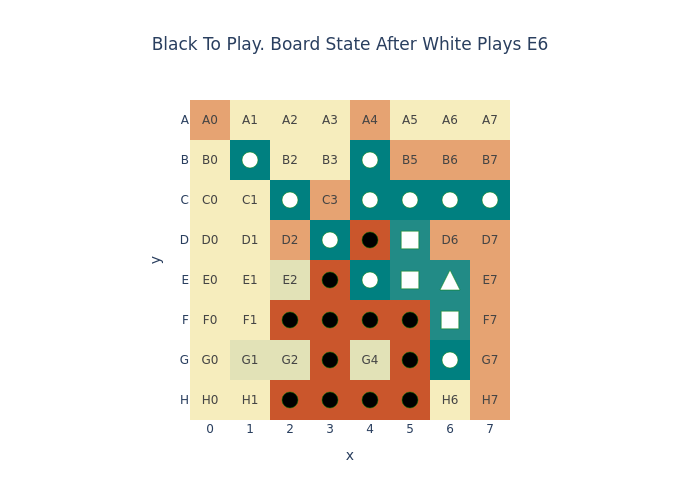 Black To Play. Board State After White Plays E6
A A0 A1 A2 A3 A4 A5 A6 A7
B B0 B2 B3 B5 B6 B7
C C0 C1 C3
D D0 D1 D2 D6 D7
E E0 E1 E2 E7
F F0 F1 F7
G G0 G1 G2 G4 G7
H H0 H1 H6 H7
0 1 2 3 4 5 6 7
x
y